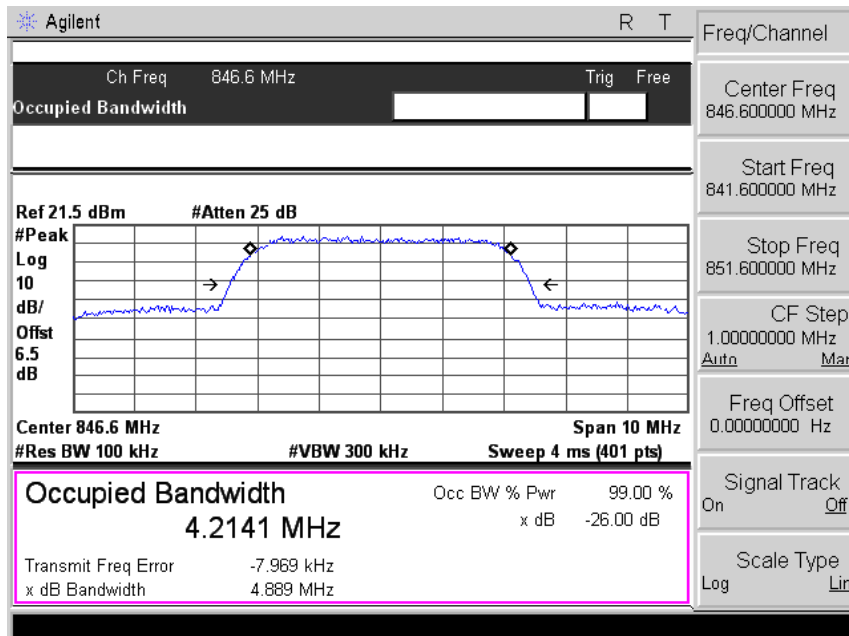 Agilent R T
Ch Freq 846.6 MHz Trig Free
Occupied Bandwidth
Ref 21.5 dBm #Atten 25 dB
#Peak
Log
10
dB/
Offst
6.5
dB
Center 846.6 MHz Span 10 MHz
#Res BW 100 kHz #VBW 300 kHz Sweep 4 ms (401 pts)
Occupied Bandwidth
4.2141 MHz
Occ BW % Pwr 99.00 %
x dB -26.00 dB
Transmit Freq Error -7.969 kHz
x dB Bandwidth 4.889 MHz
Freq/Channel
Center Freq
846.600000 MHz
Start Freq
841.600000 MHz
Stop Freq
851.600000 MHz
CF Step
1.00000000 MHz
Auto Mar
Freq Offset
0.00000000 Hz
Signal Track
On Off
Scale Type
Log Lir